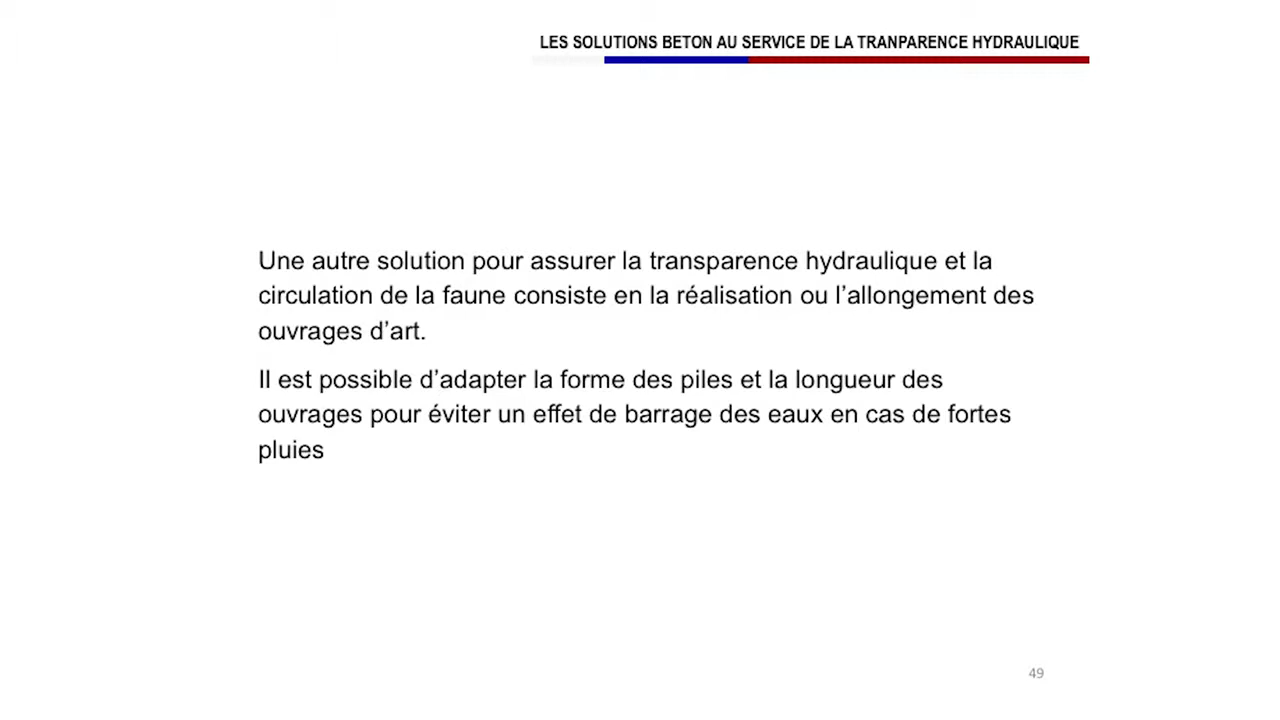 LES SOLUTIONS BETON AU SERVICE DE LA TRANPARENCE HYDRAULIQUE
Une autre solution pour assurer la transparence hydraulique et la
circulation de la faune consiste en la réalisation ou l’allongement des
ouvrages d’art.
Il est possible d’adapter la forme des piles et la longueur des
ouvrages pour éviter un effet de barrage des eaux en cas de fortes
pluies
49